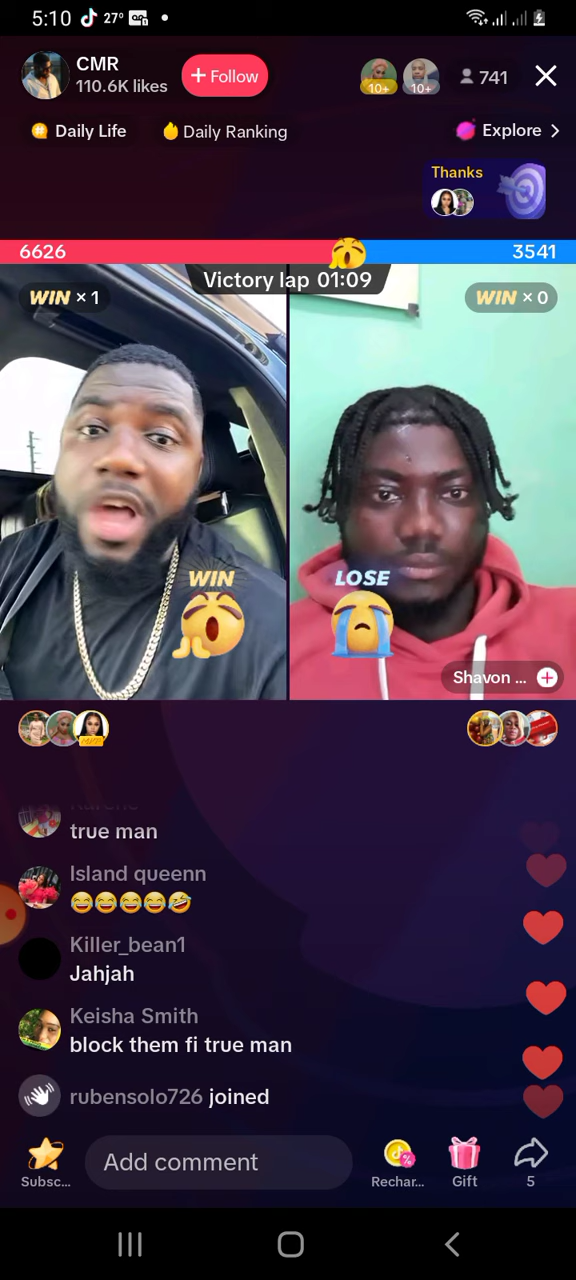 5:10 27°
CMR
110.6K likes
+ Follow
10+
10+
741
Daily Life
Daily Ranking
Explore
Thanks
6626
3541
Victory lap 01:09
WIN × 1
WIN × 0
WIN
LOSE
Shavon ...
true man
Island queenn
😂😂😂😂🤣
Killer_bean1
Jahjah
Keisha Smith
block them fi true man
rubensolo726 joined
Add comment
Subsc...
Rechar...
Gift
5